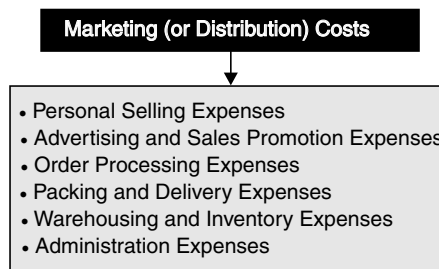 Marketing (or Distribution) Costs
• Personal Selling Expenses
• Advertising and Sales Promotion Expenses
• Order Processing Expenses
• Packing and Delivery Expenses
• Warehousing and Inventory Expenses
• Administration Expenses